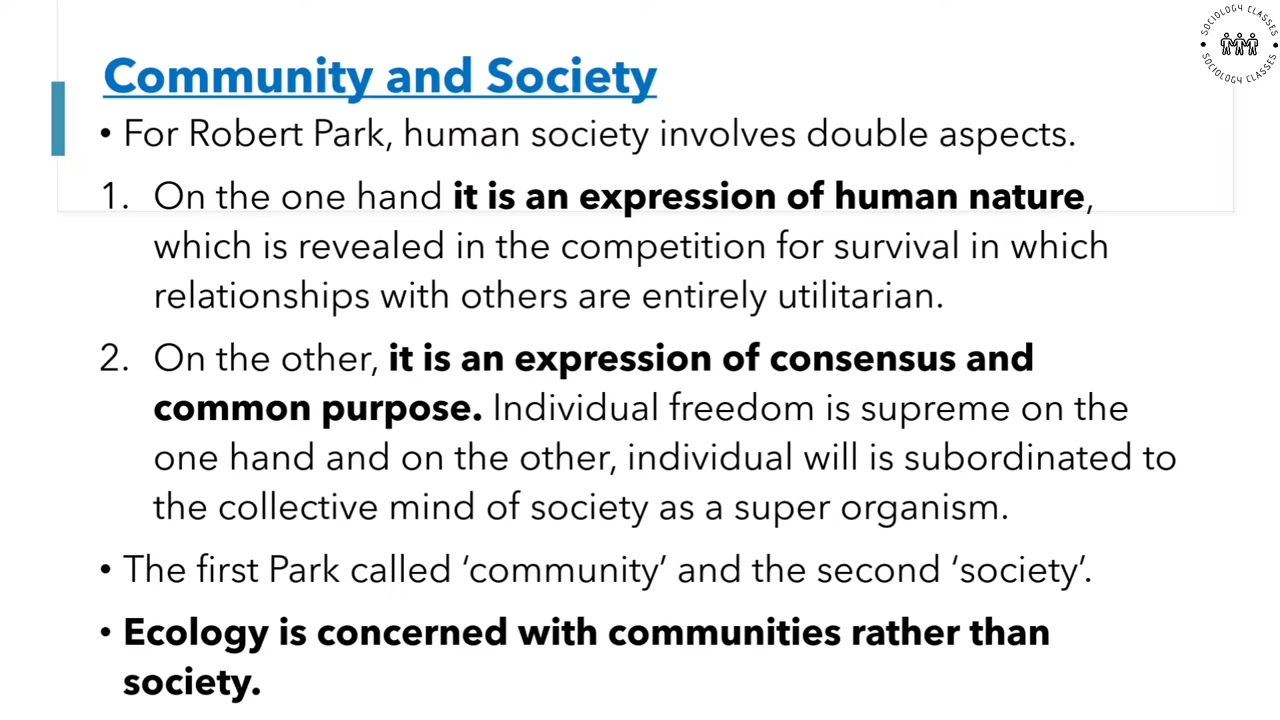 SOCIOLOGY CLASSES
SOCIOLOGY CLASSES
Community and Society
• For Robert Park, human society involves double aspects.
1. On the one hand it is an expression of human nature,
which is revealed in the competition for survival in which
relationships with others are entirely utilitarian.
2. On the other, it is an expression of consensus and
common purpose. Individual freedom is supreme on the
one hand and on the other, individual will is subordinated to
the collective mind of society as a super organism.
• The first Park called ‘community’ and the second ‘society’.
• Ecology is concerned with communities rather than
society.